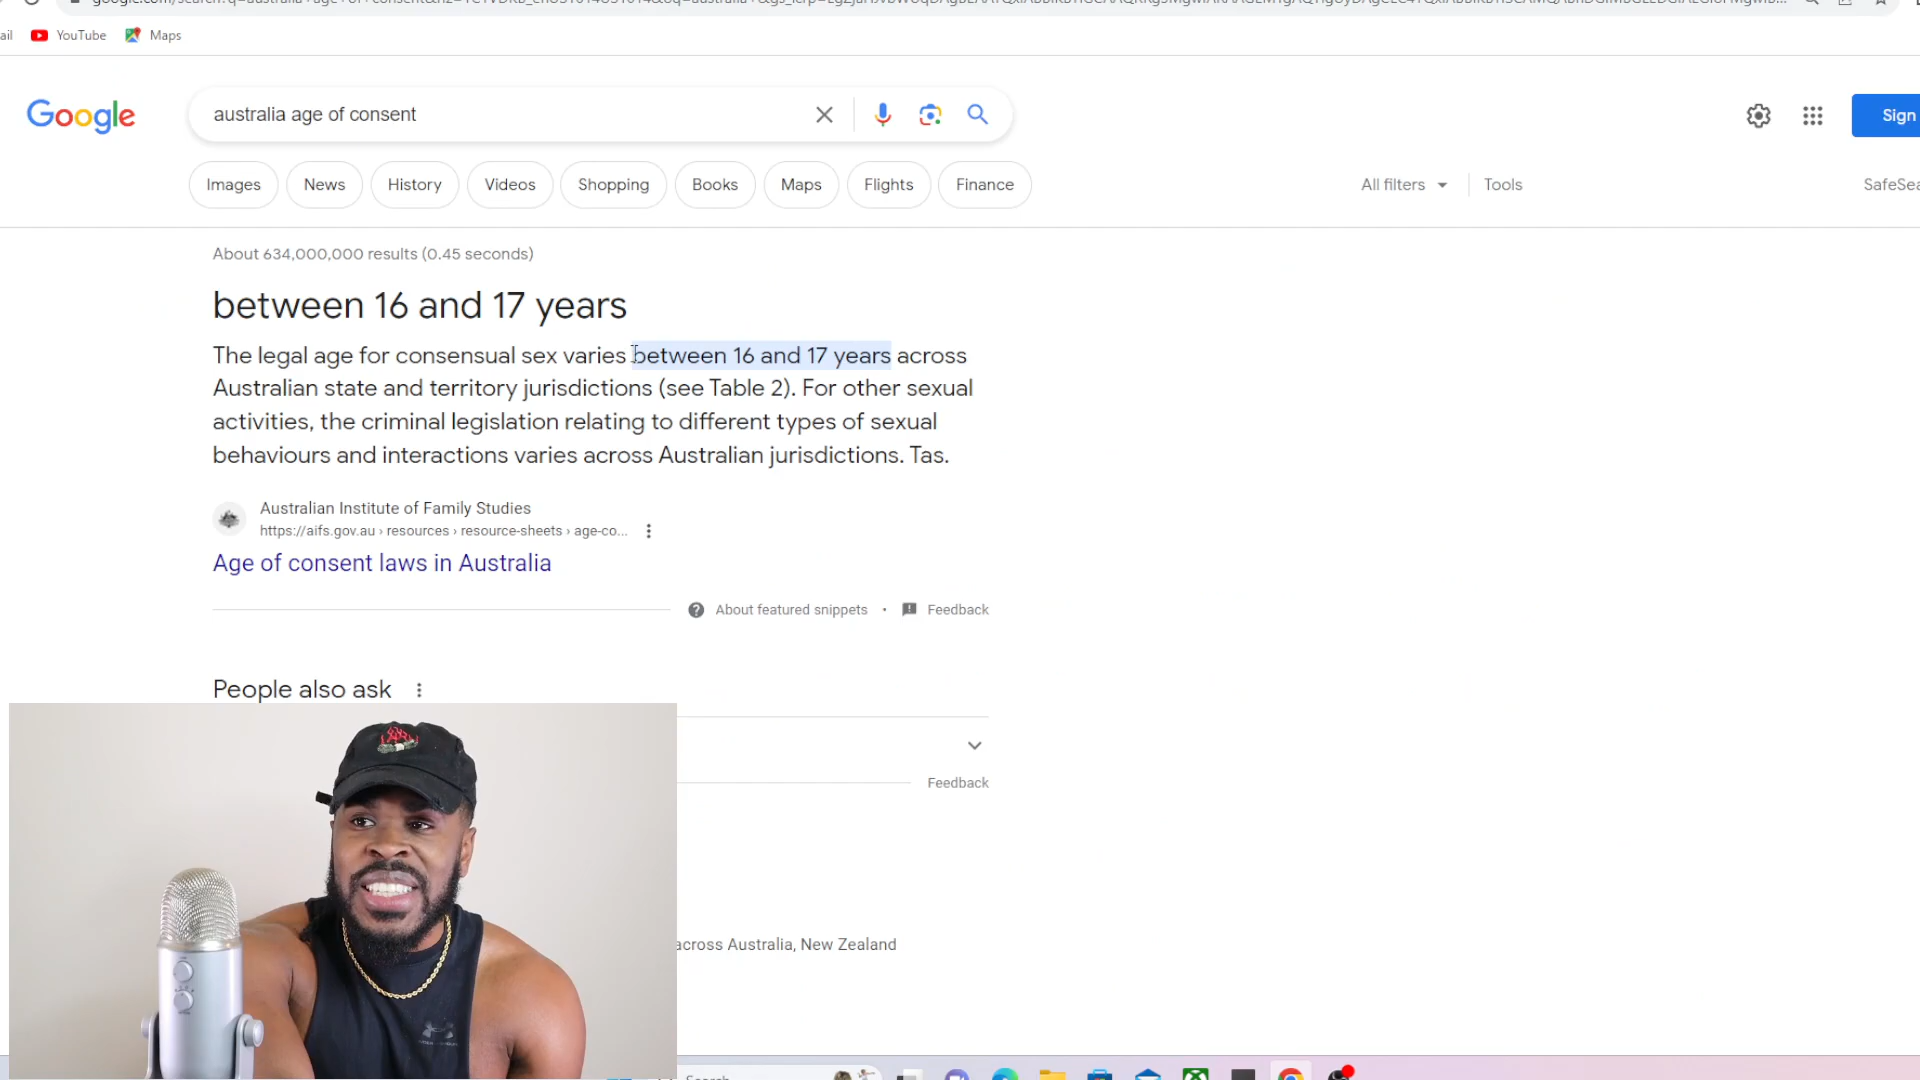 ail YouTube Maps
Google australia age of consent Sign
Images News History Videos Shopping Books Maps Flights Finance All filters Tools SafeSea
About 634,000,000 results (0.45 seconds)
between 16 and 17 years
The legal age for consensual sex varies between 16 and 17 years across
Australian state and territory jurisdictions (see Table 2). For other sexual
activities, the criminal legislation relating to different types of sexual
behaviours and interactions varies across Australian jurisdictions. Tas.
Australian Institute of Family Studies
https://aifs.gov.au › resources › resource-sheets › age-co...
Age of consent laws in Australia
About featured snippets • Feedback
People also ask
Feedback
across Australia, New Zealand